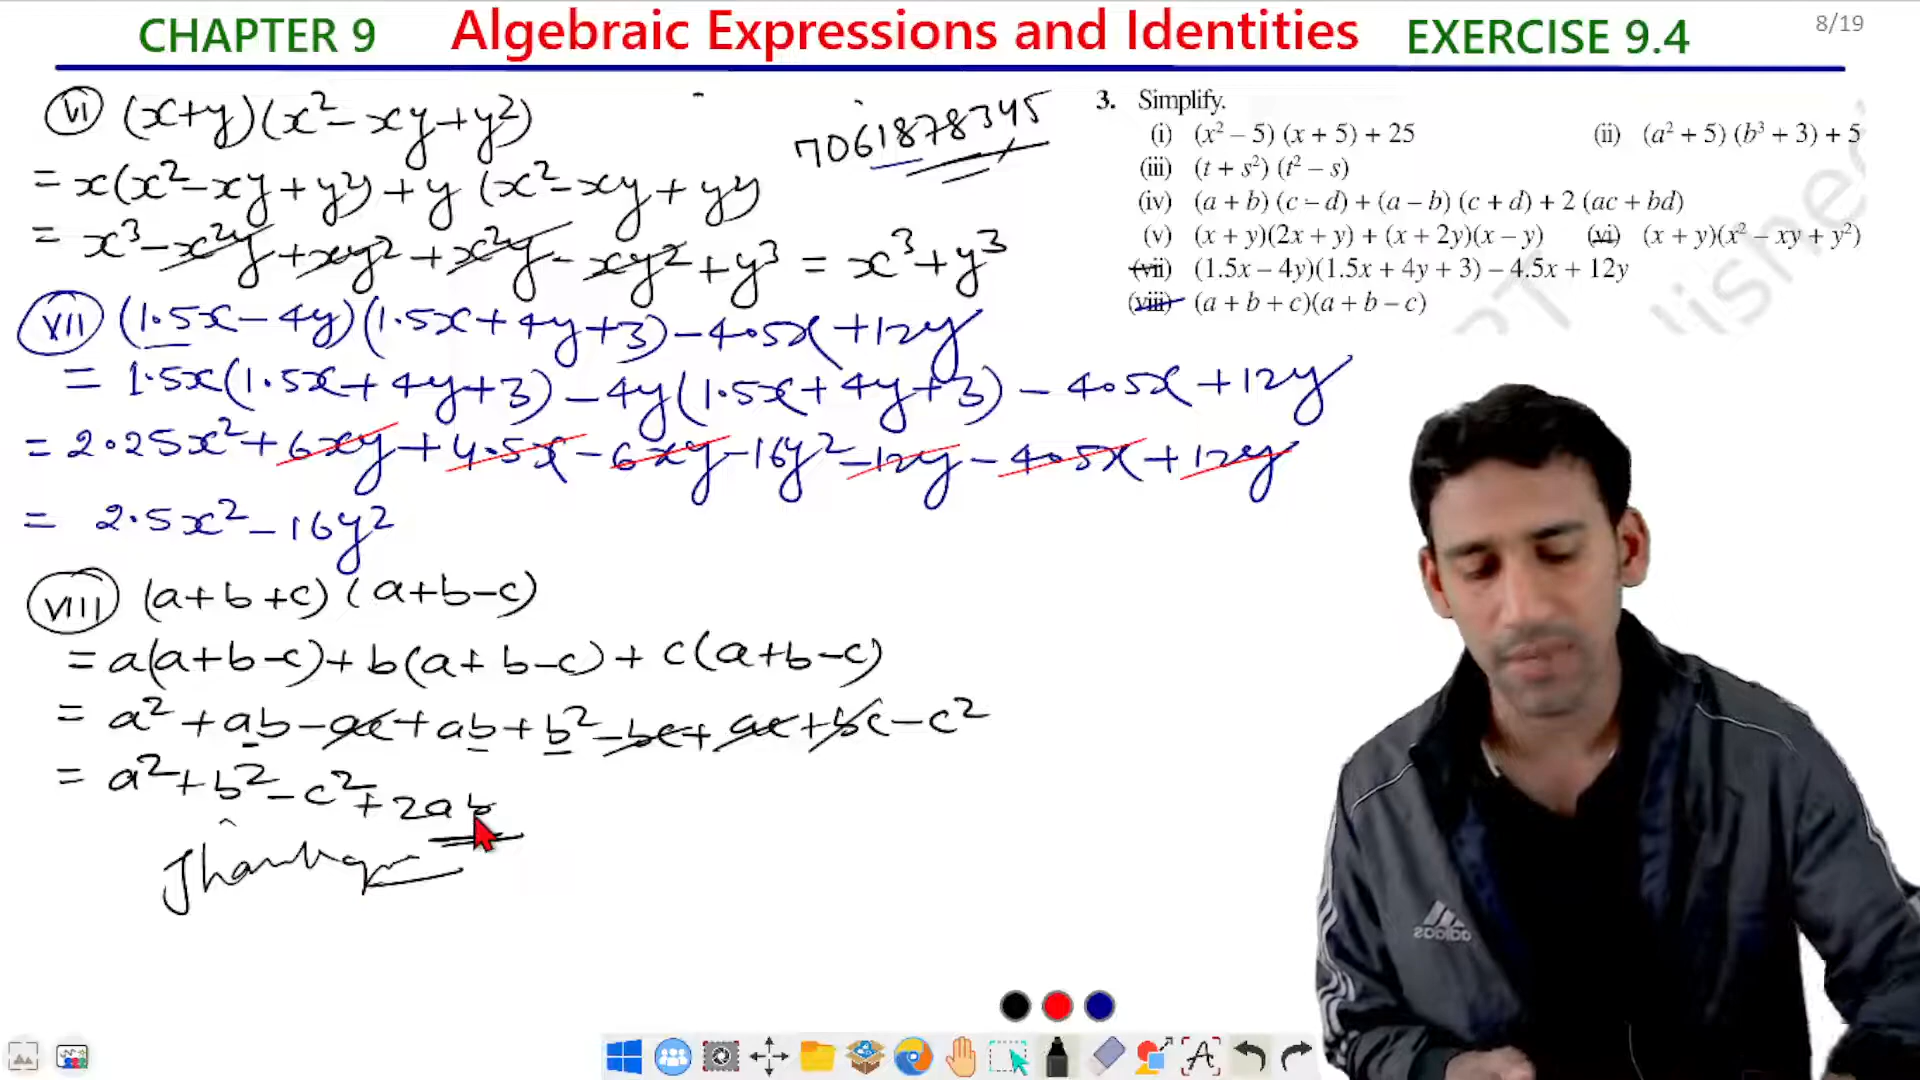 CHAPTER 9 Algebraic Expressions and Identities EXERCISE 9.4 8/19
VI (x+y)(x²-xy+y²)
7061878345
= x(x²-xy+y²)+y(x²-xy+y²)
= x³-x²y+xy²+x²y-xy²+y³ = x³+y³
VII (1.5x-4y)(1.5x+4y+3)-4.5x+12y
= 1.5x(1.5x+4y+3)-4y(1.5x+4y+3)-4.5x+12y
= 2.25x²+6xy+4.5x-6xy-16y²-12y-4.5x+12y
= 2.5x²-16y²
VIII (a+b+c)(a+b-c)
= a(a+b-c)+b(a+b-c)+c(a+b-c)
= a²+ab-ac+ab+b²-bc+ac+bc-c²
= a²+b²-c²+2ab
3. Simplify.
(i) (x² – 5) (x + 5) + 25 (ii) (a² + 5) (b³ + 3) + 5
(iii) (t + s²) (t² – s)
(iv) (a + b) (c – d) + (a – b) (c + d) + 2 (ac + bd)
(v) (x + y)(2x + y) + (x + 2y)(x – y) (vi) (x + y)(x² – xy + y²)
(vii) (1.5x – 4y)(1.5x + 4y + 3) – 4.5x + 12y
(viii) (a + b + c)(a + b – c)
adidas